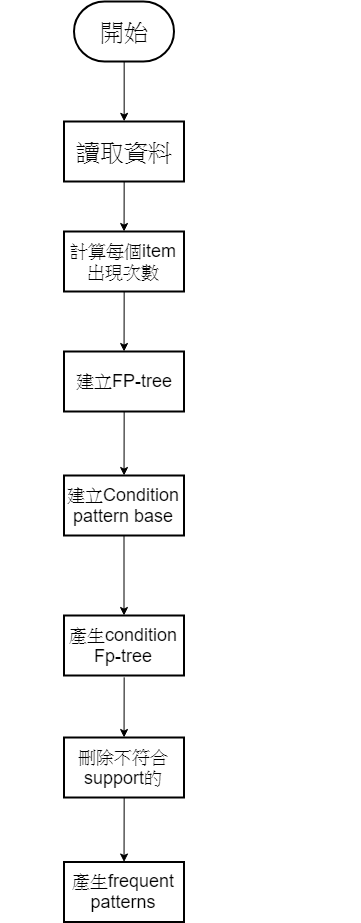 開始
讀取資料
計算每個item
出現次數
建立FP-tree
建立Condition
pattern base
產生condition
Fp-tree
刪除不符合
support的
產生frequent
patterns